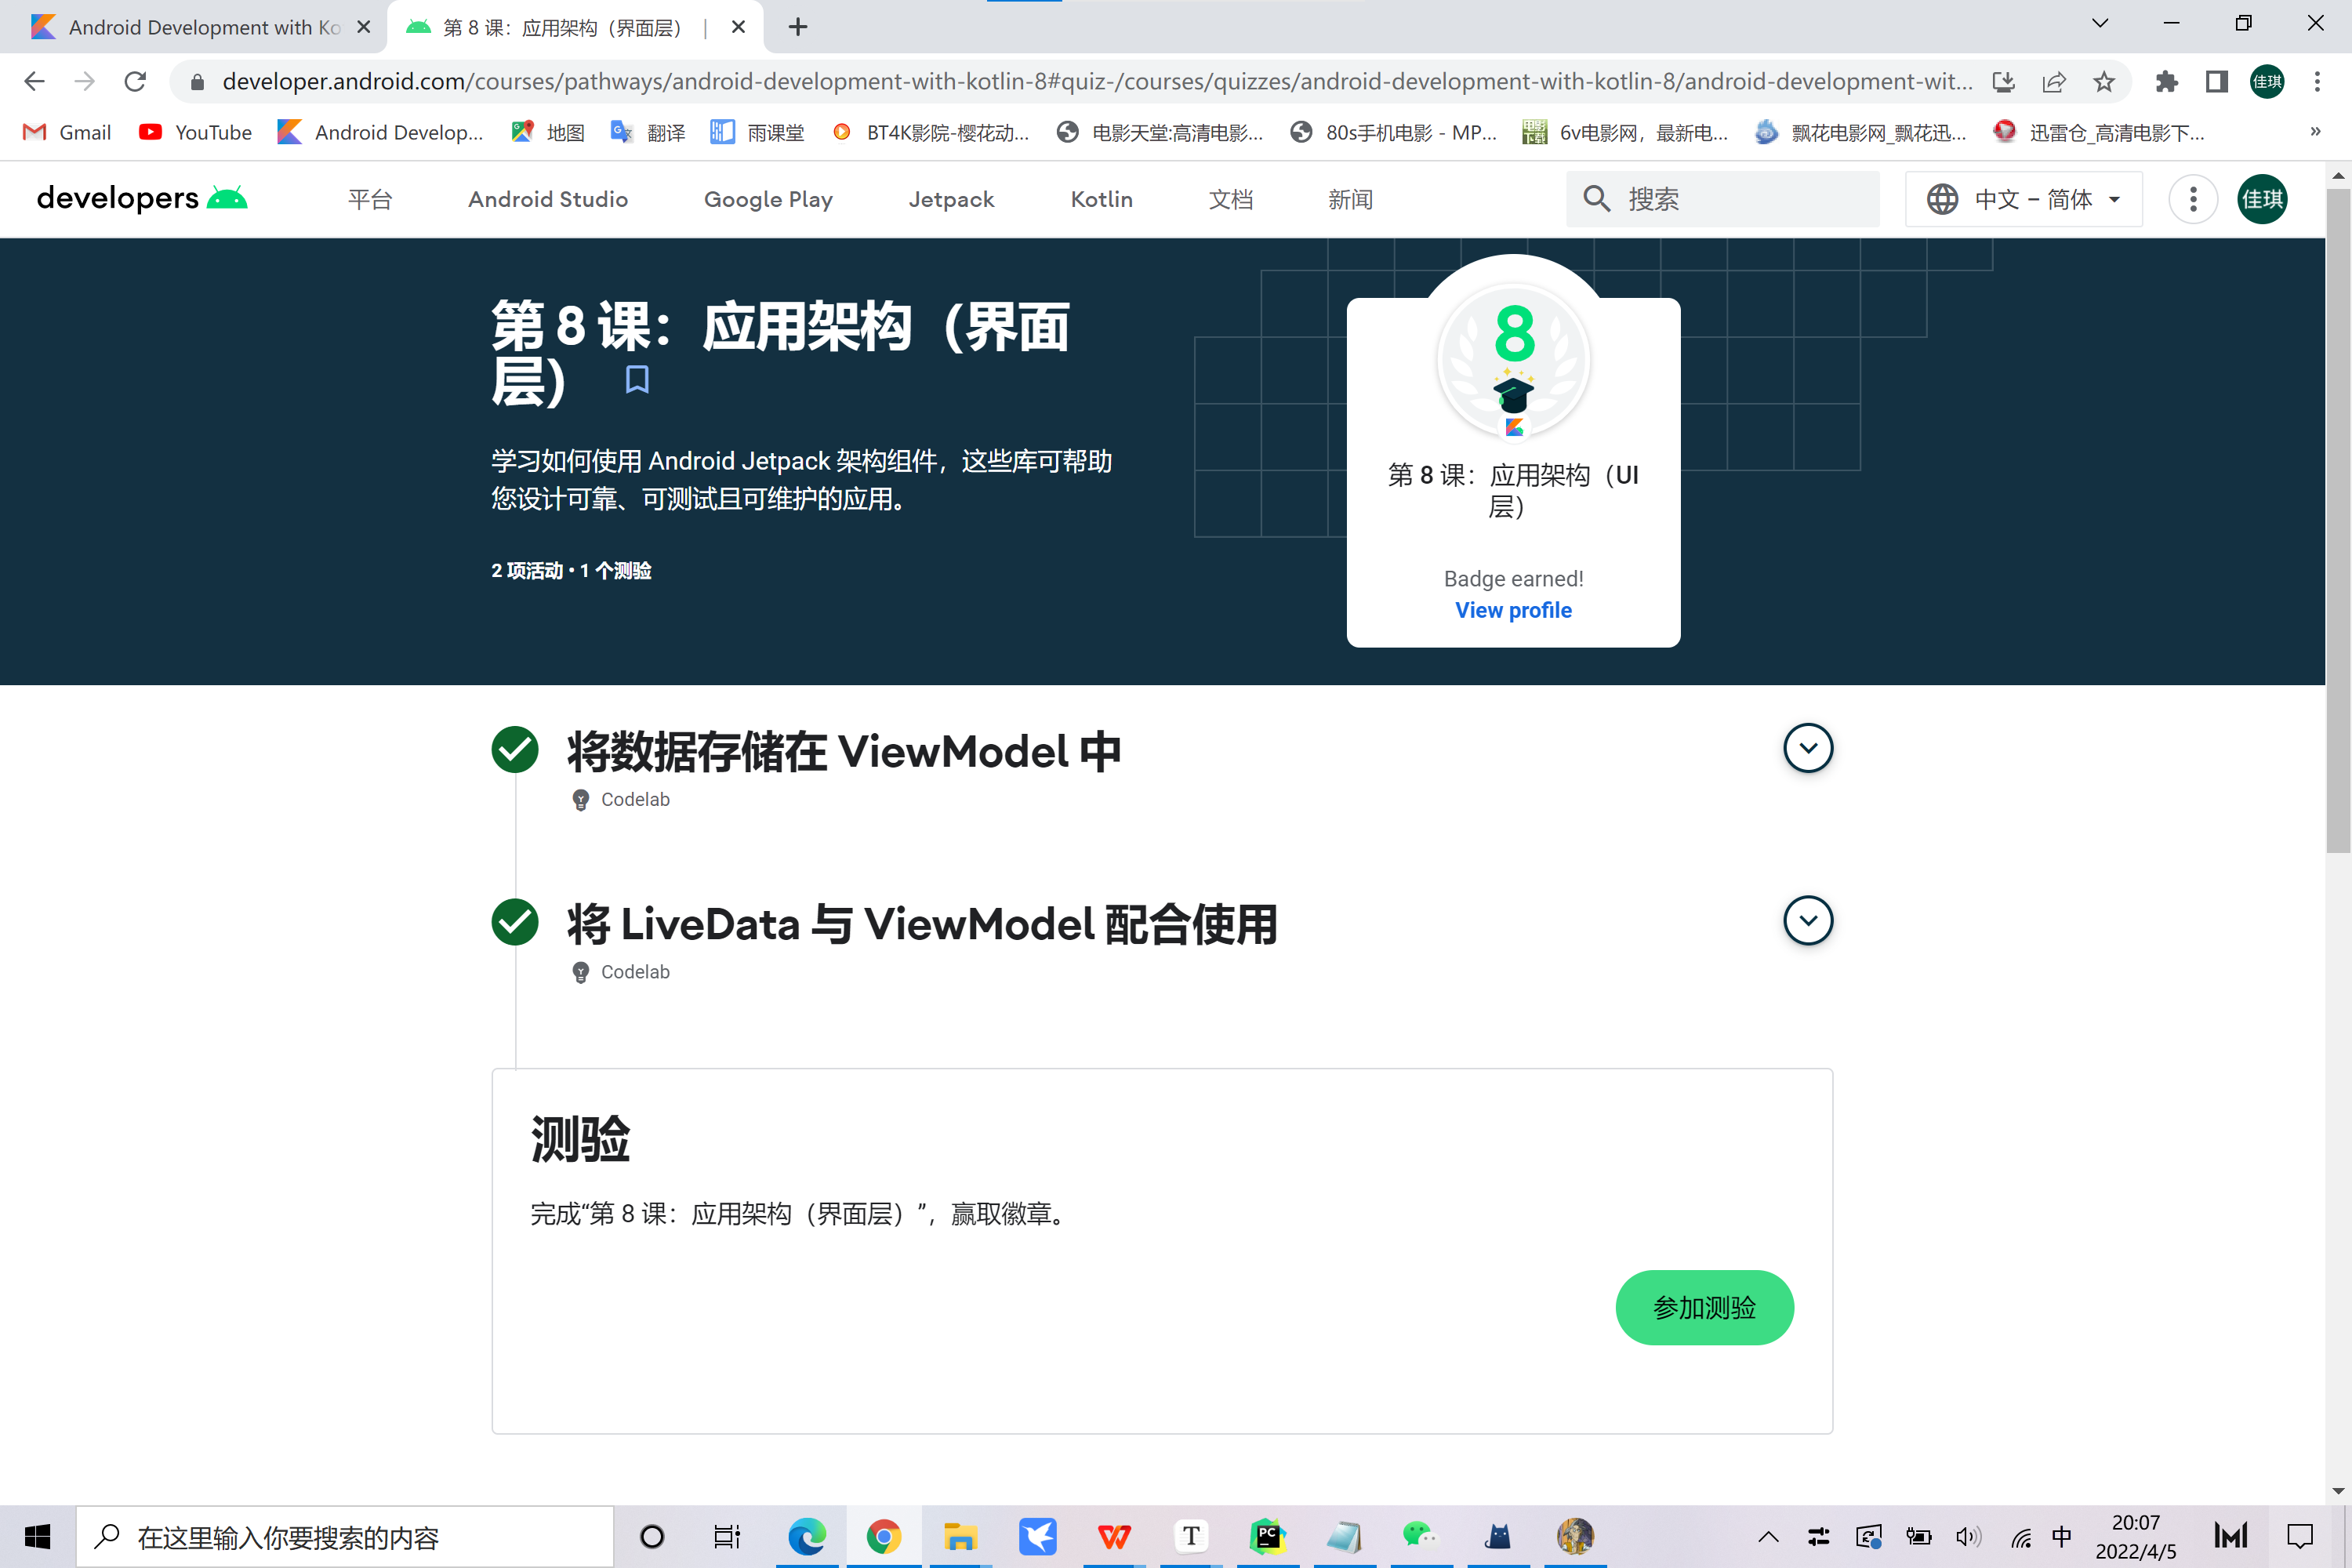 Android Development with Ko
第 8 课：应用架构（界面层） |
developer.android.com/courses/pathways/android-development-with-kotlin-8#quiz-/courses/quizzes/android-development-with-kotlin-8/android-development-wit...
佳琪
Gmail
YouTube
Android Develop...
地图
翻译
雨课堂
BT4K影院-樱花动...
电影天堂:高清电影...
80s手机电影 - MP...
6v电影网，最新电...
飘花电影网_飘花迅...
迅雷仓_高清电影下...
»
developers
平台
Android Studio
Google Play
Jetpack
Kotlin
文档
新闻
搜索
中文 – 简体
佳琪
第 8 课：应用架构（界面
层）
学习如何使用 Android Jetpack 架构组件，这些库可帮助
您设计可靠、可测试且可维护的应用。
2 项活动 • 1 个测验
8
第 8 课：应用架构（UI
层）
Badge earned!
View profile
将数据存储在 ViewModel 中
Codelab
将 LiveData 与 ViewModel 配合使用
Codelab
测验
完成“第 8 课：应用架构（界面层）”，赢取徽章。
参加测验
在这里输入你要搜索的内容
T
PC
中
20:07
2022/4/5